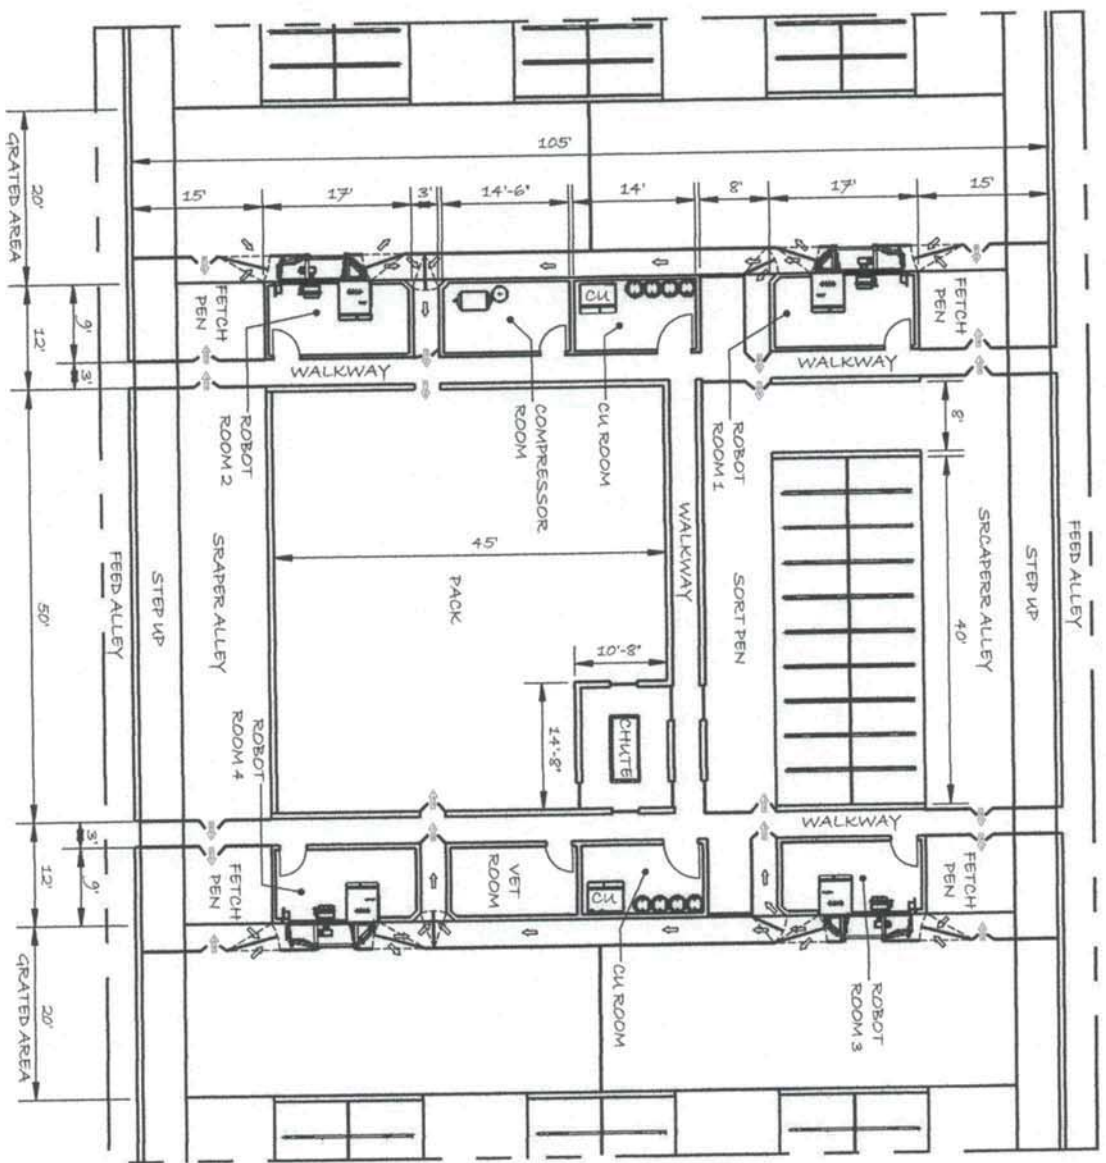 105'
15'
17'
3'
14'-6"
14'
8'
17'
15'
20'
GRATED AREA
12'
9'
3'
FETCH
PEN
CU
FETCH
PEN
WALKWAY
WALKWAY
ROBOT
ROOM 2
COMPRESSOR
ROOM
CU ROOM
ROBOT
ROOM 1
8'
50'
FEED ALLEY
STEP UP
SRAPER ALLEY
45'
PACK
WALKWAY
SORT PEN
40'
SRCAPERR ALLEY
STEP UP
FEED ALLEY
10'-8"
14'-8"
CHUTE
ROBOT
ROOM 4
WALKWAY
3'
12'
9'
FETCH
PEN
VET
ROOM
CU
FETCH
PEN
CU ROOM
ROBOT
ROOM 3
20'
GRATED AREA